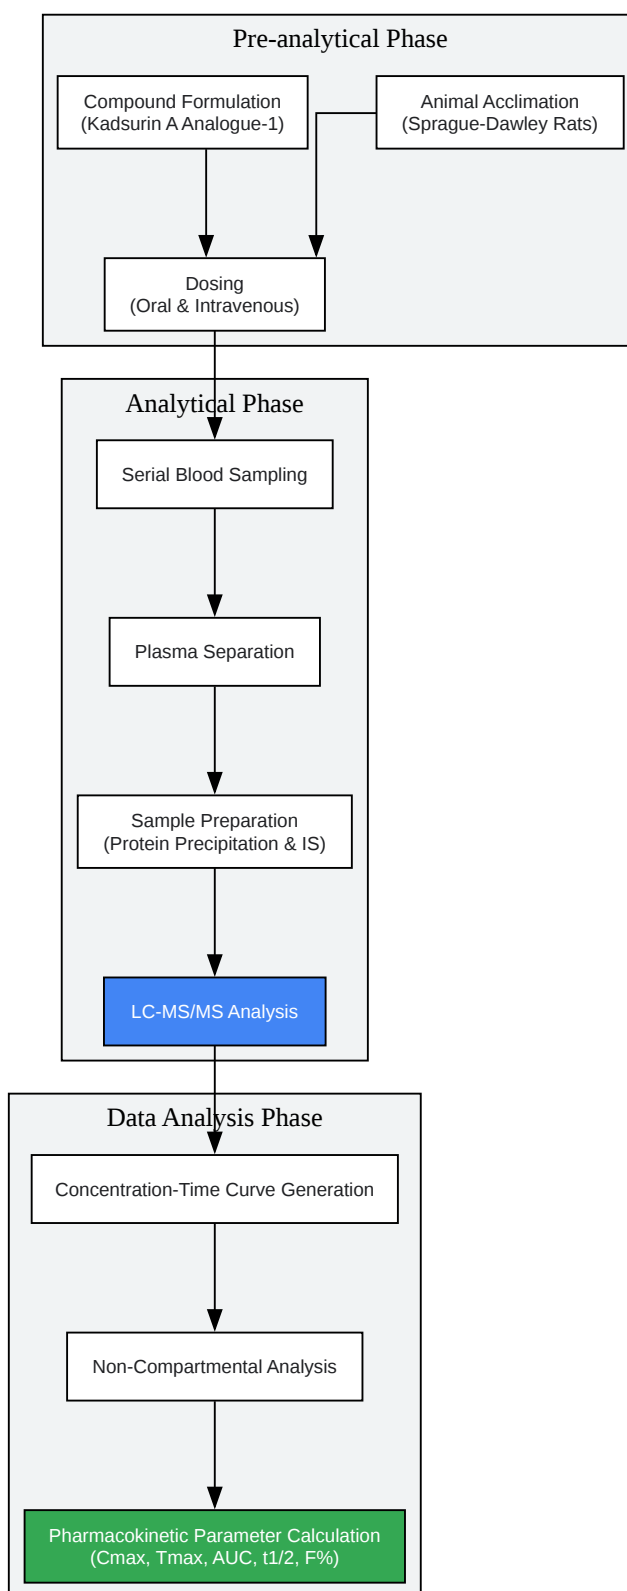 Pre-analytical Phase
Compound Formulation
(Kadsurin A Analogue-1)
Animal Acclimation
(Sprague-Dawley Rats)
Dosing
(Oral & Intravenous)
Analytical Phase
Serial Blood Sampling
Plasma Separation
Sample Preparation
(Protein Precipitation & IS)
LC-MS/MS Analysis
Data Analysis Phase
Concentration-Time Curve Generation
Non-Compartmental Analysis
Pharmacokinetic Parameter Calculation
(Cmax, Tmax, AUC, t1/2, F%)